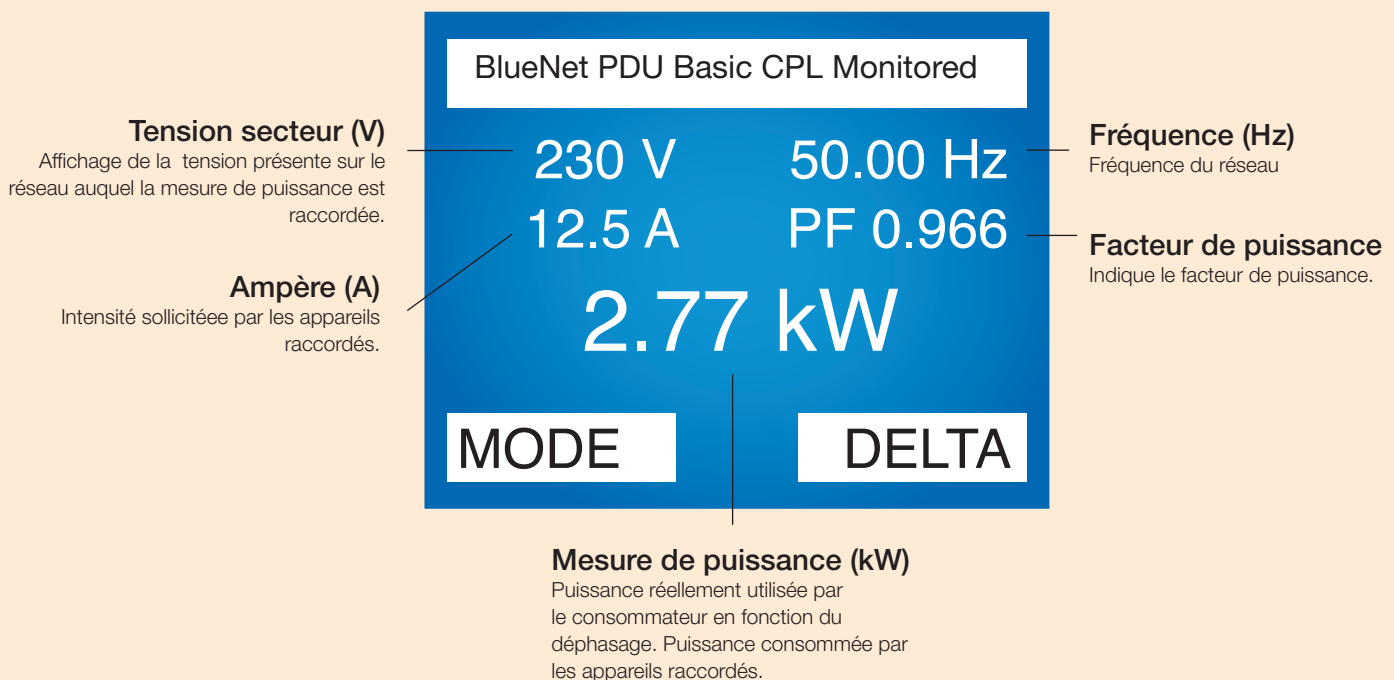 BlueNet PDU Basic CPL Monitored
Tension secteur (V)
Affichage de la tension présente sur le
réseau auquel la mesure de puissance est
raccordée.
Ampère (A)
Intensité sollicitéee par les appareils
raccordés.
230 V
50.00 Hz
12.5 A
PF 0.966
2.77 kW
MODE
DELTA
Fréquence (Hz)
Fréquence du réseau
Facteur de puissance
Indique le facteur de puissance.
Mesure de puissance (kW)
Puissance réellement utilisée par
le consommateur en fonction du
déphasage. Puissance consommée par
les appareils raccordés.